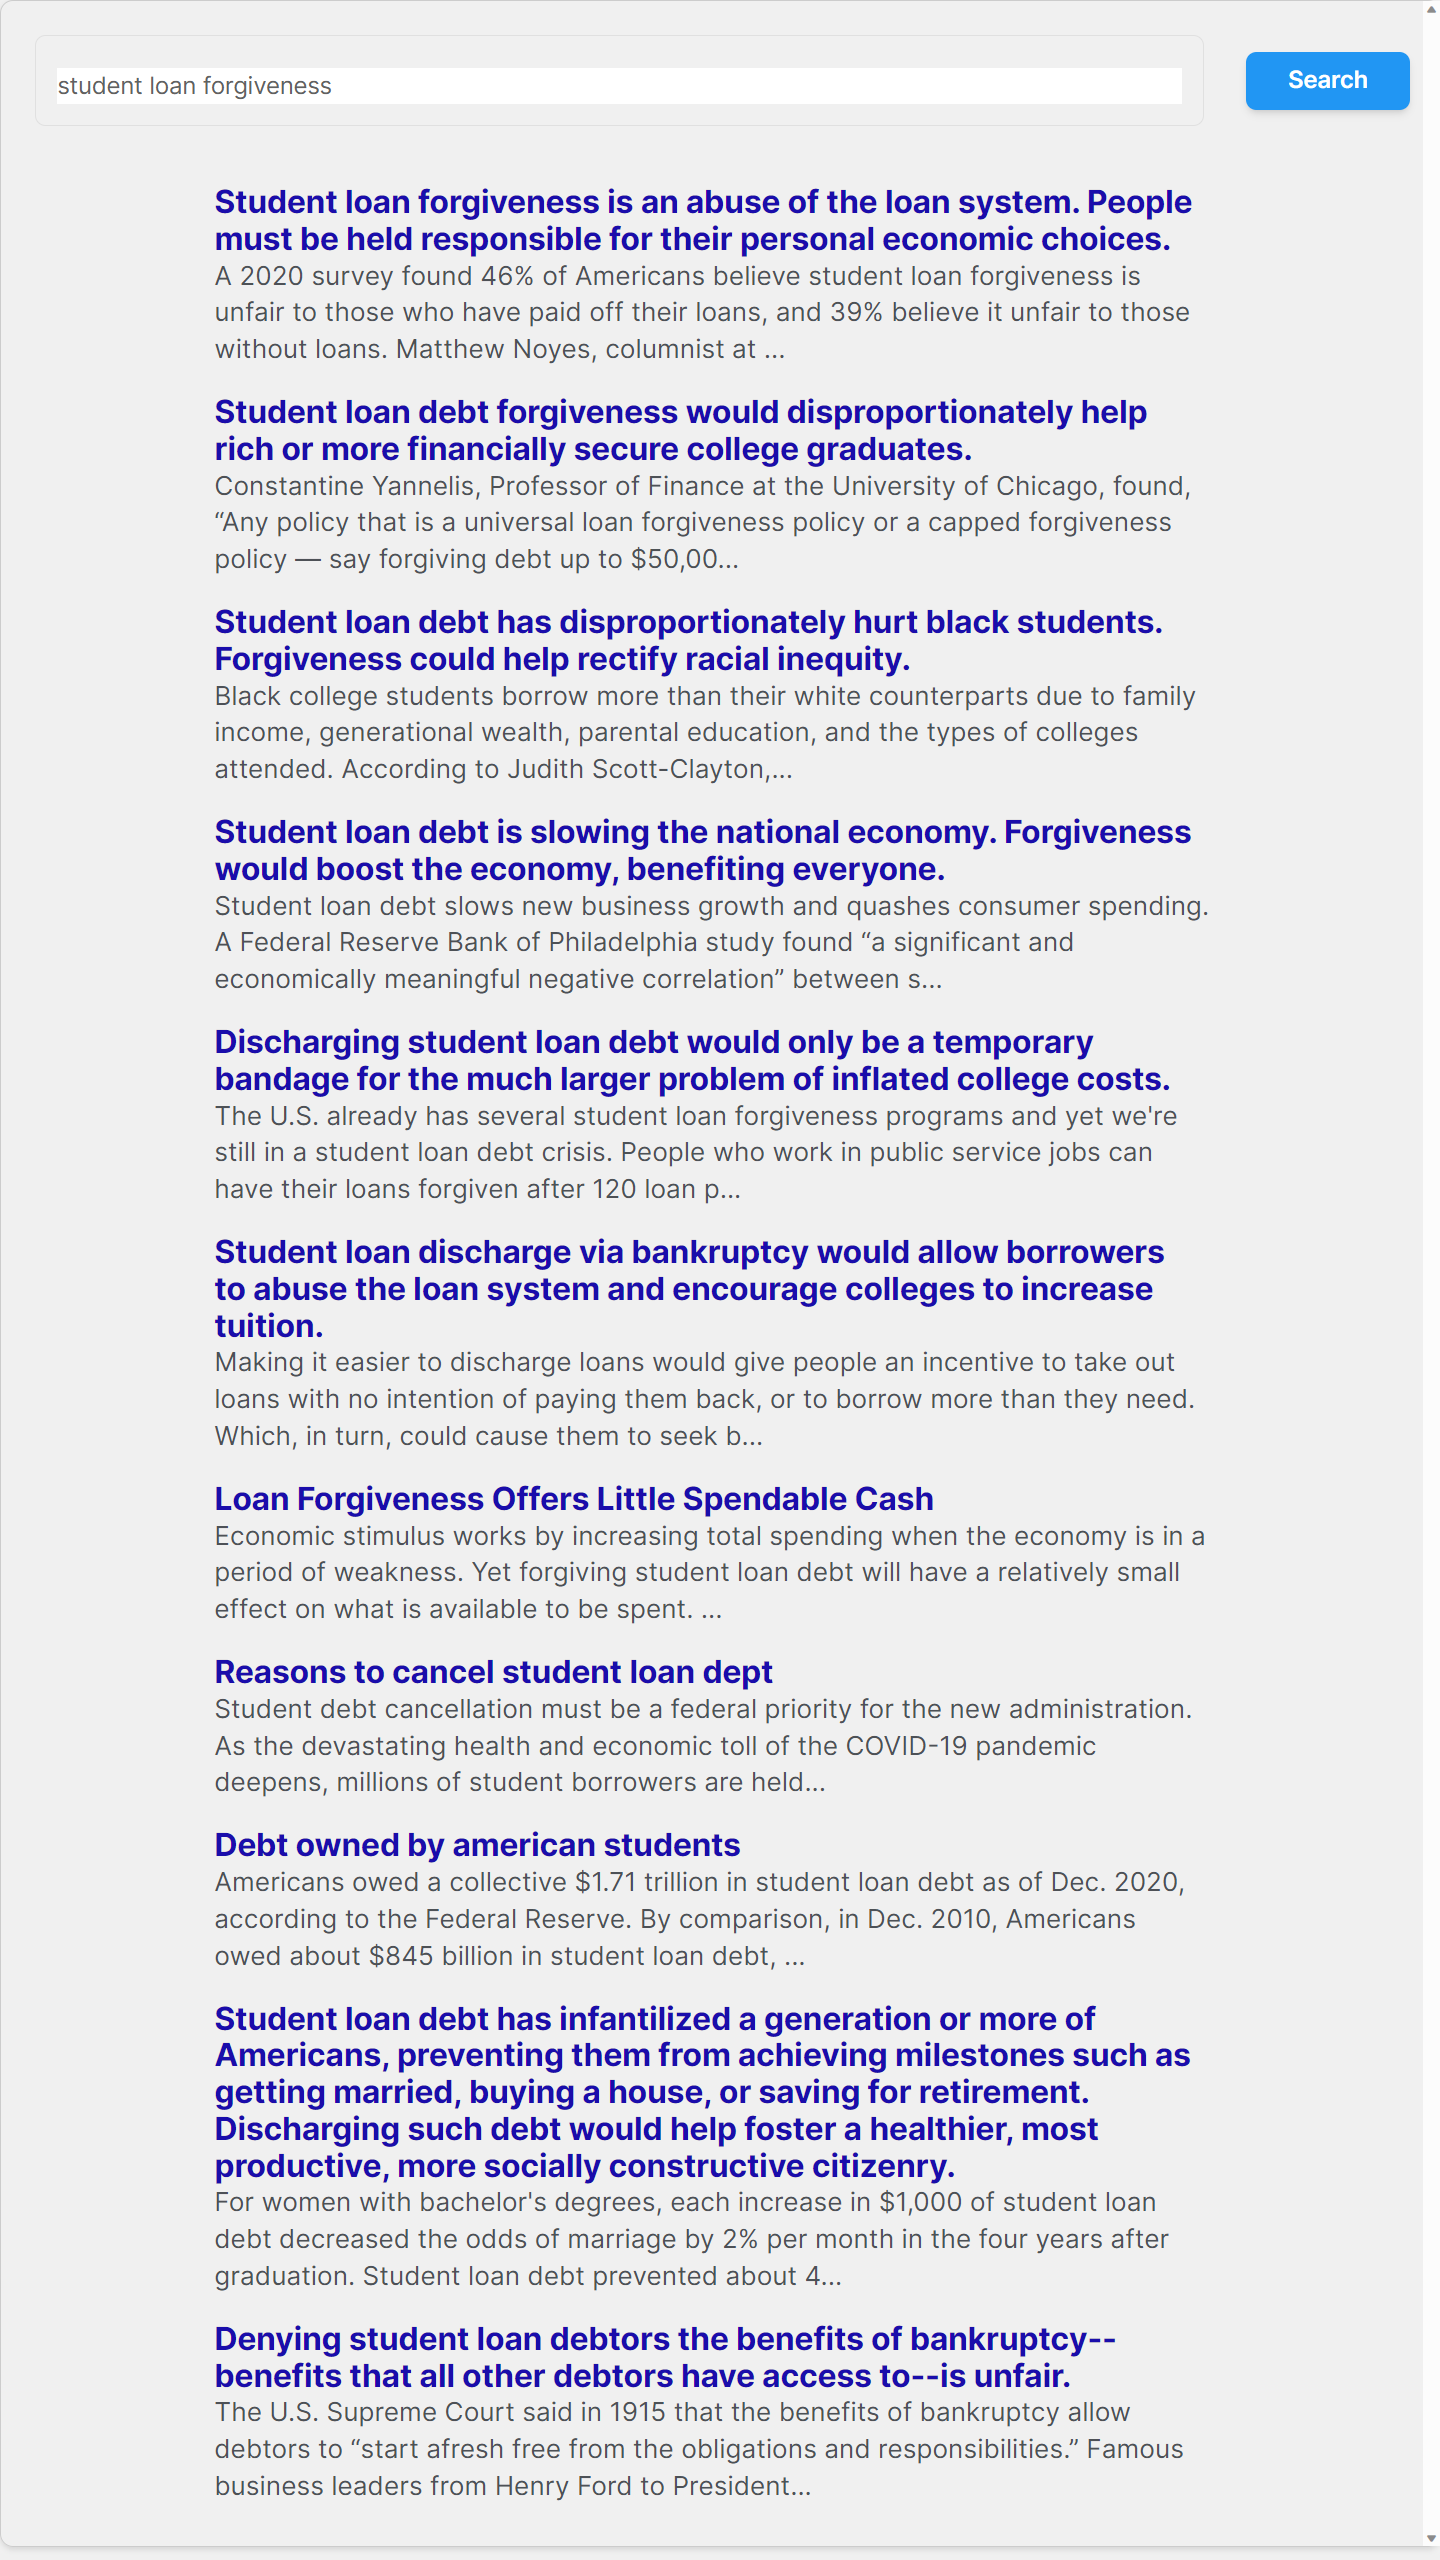 student loan forgiveness
Search
Student loan forgiveness is an abuse of the loan system. People
must be held responsible for their personal economic choices.
A 2020 survey found 46% of Americans believe student loan forgiveness is
unfair to those who have paid off their loans, and 39% believe it unfair to those
without loans. Matthew Noyes, columnist at ...
Student loan debt forgiveness would disproportionately help
rich or more financially secure college graduates.
Constantine Yannelis, Professor of Finance at the University of Chicago, found,
“Any policy that is a universal loan forgiveness policy or a capped forgiveness
policy — say forgiving debt up to $50,00...
Student loan debt has disproportionately hurt black students.
Forgiveness could help rectify racial inequity.
Black college students borrow more than their white counterparts due to family
income, generational wealth, parental education, and the types of colleges
attended. According to Judith Scott-Clayton,...
Student loan debt is slowing the national economy. Forgiveness
would boost the economy, benefiting everyone.
Student loan debt slows new business growth and quashes consumer spending.
A Federal Reserve Bank of Philadelphia study found “a significant and
economically meaningful negative correlation” between s...
Discharging student loan debt would only be a temporary
bandage for the much larger problem of inflated college costs.
The U.S. already has several student loan forgiveness programs and yet we're
still in a student loan debt crisis. People who work in public service jobs can
have their loans forgiven after 120 loan p...
Student loan discharge via bankruptcy would allow borrowers
to abuse the loan system and encourage colleges to increase
tuition.
Making it easier to discharge loans would give people an incentive to take out
loans with no intention of paying them back, or to borrow more than they need.
Which, in turn, could cause them to seek b...
Loan Forgiveness Offers Little Spendable Cash
Economic stimulus works by increasing total spending when the economy is in a
period of weakness. Yet forgiving student loan debt will have a relatively small
effect on what is available to be spent. ...
Reasons to cancel student loan dept
Student debt cancellation must be a federal priority for the new administration.
As the devastating health and economic toll of the COVID-19 pandemic
deepens, millions of student borrowers are held...
Debt owned by american students
Americans owed a collective $1.71 trillion in student loan debt as of Dec. 2020,
according to the Federal Reserve. By comparison, in Dec. 2010, Americans
owed about $845 billion in student loan debt, ...
Student loan debt has infantilized a generation or more of
Americans, preventing them from achieving milestones such as
getting married, buying a house, or saving for retirement.
Discharging such debt would help foster a healthier, most
productive, more socially constructive citizenry.
For women with bachelor's degrees, each increase in $1,000 of student loan
debt decreased the odds of marriage by 2% per month in the four years after
graduation. Student loan debt prevented about 4...
Denying student loan debtors the benefits of bankruptcy--
benefits that all other debtors have access to--is unfair.
The U.S. Supreme Court said in 1915 that the benefits of bankruptcy allow
debtors to “start afresh free from the obligations and responsibilities.” Famous
business leaders from Henry Ford to President...